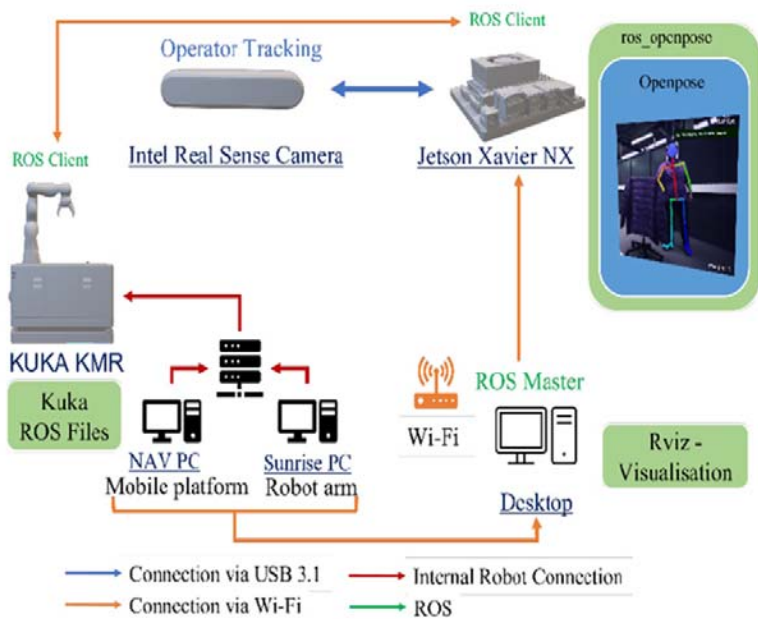 ROS Client
ros_openpose
Operator Tracking
Openpose
ROS Client
Intel Real Sense Camera
Jetson Xavier NX
KUKA KMR
ROS Master
Kuka
ROS Files
Wi-Fi
Rviz -
Visualisation
NAV PC
Sunrise PC
Mobile platform
Robot arm
Desktop
Connection via USB 3.1
Internal Robot Connection
Connection via Wi-Fi
ROS